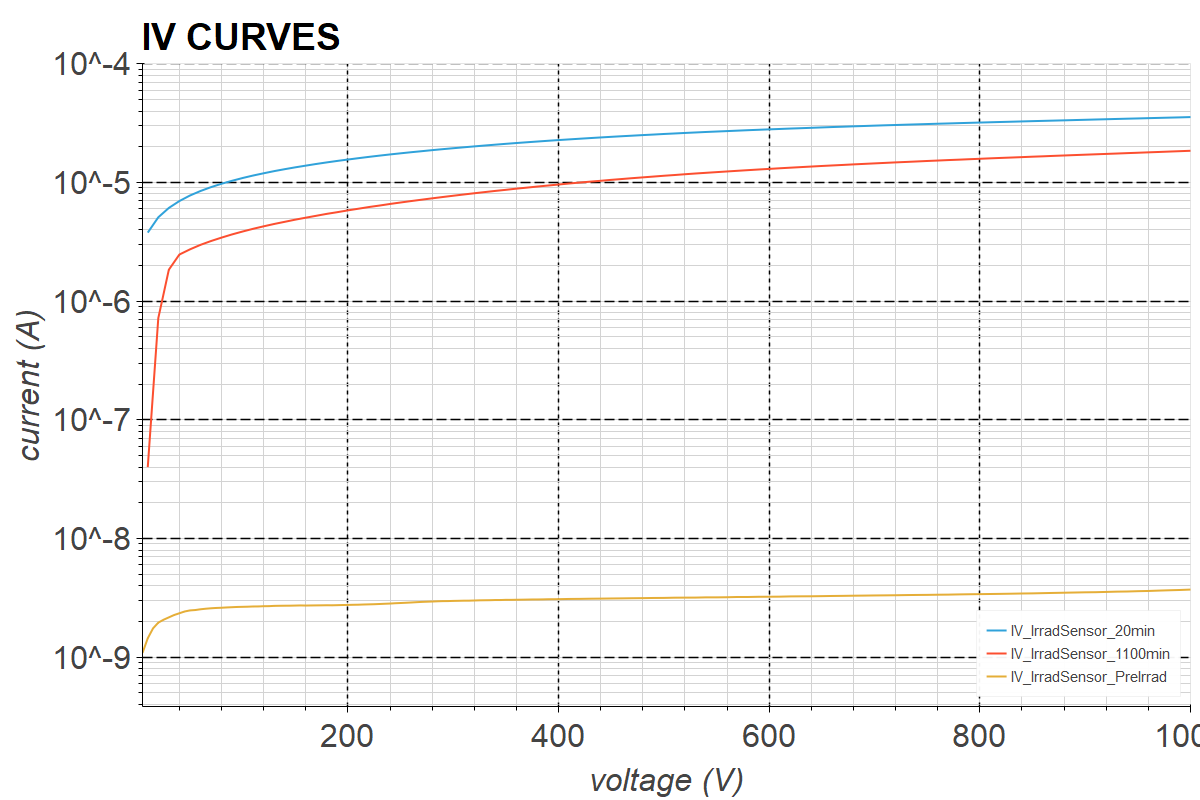 IV CURVES
10^-4
10^-5
10^-6
10^-7
10^-8
10^-9
current (A)
200
400
600
800
100
voltage (V)
IV_IrradSensor_20min
IV_IrradSensor_1100min
IV_IrradSensor_PreIrrad